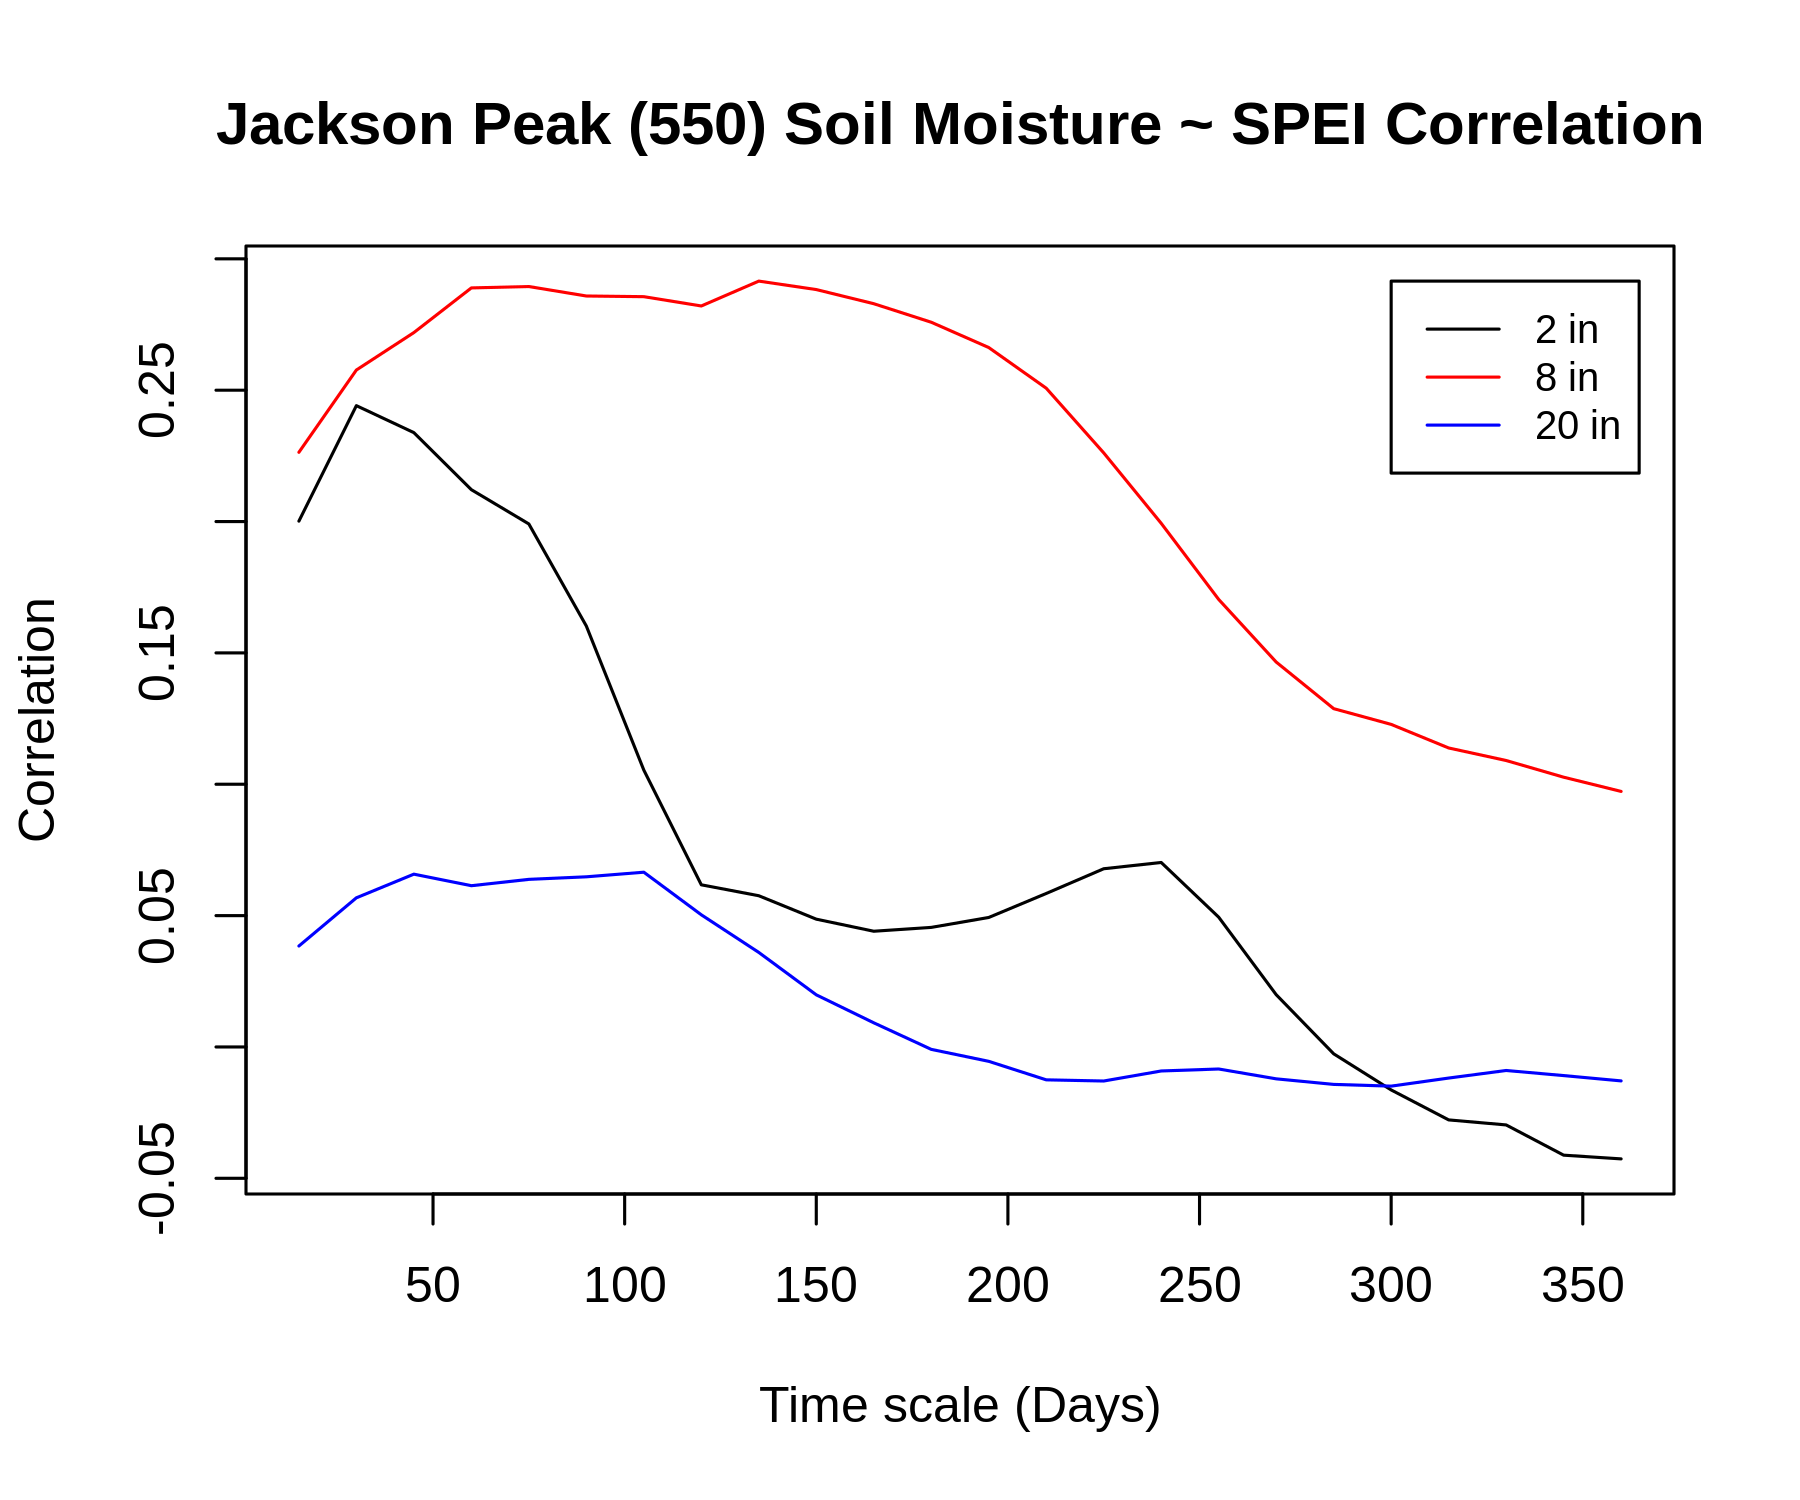 Jackson Peak (550) Soil Moisture ~ SPEI Correlation
2 in
8 in
20 in
Correlation
0.25
0.15
0.05
-0.05
50 100 150 200 250 300 350
Time scale (Days)